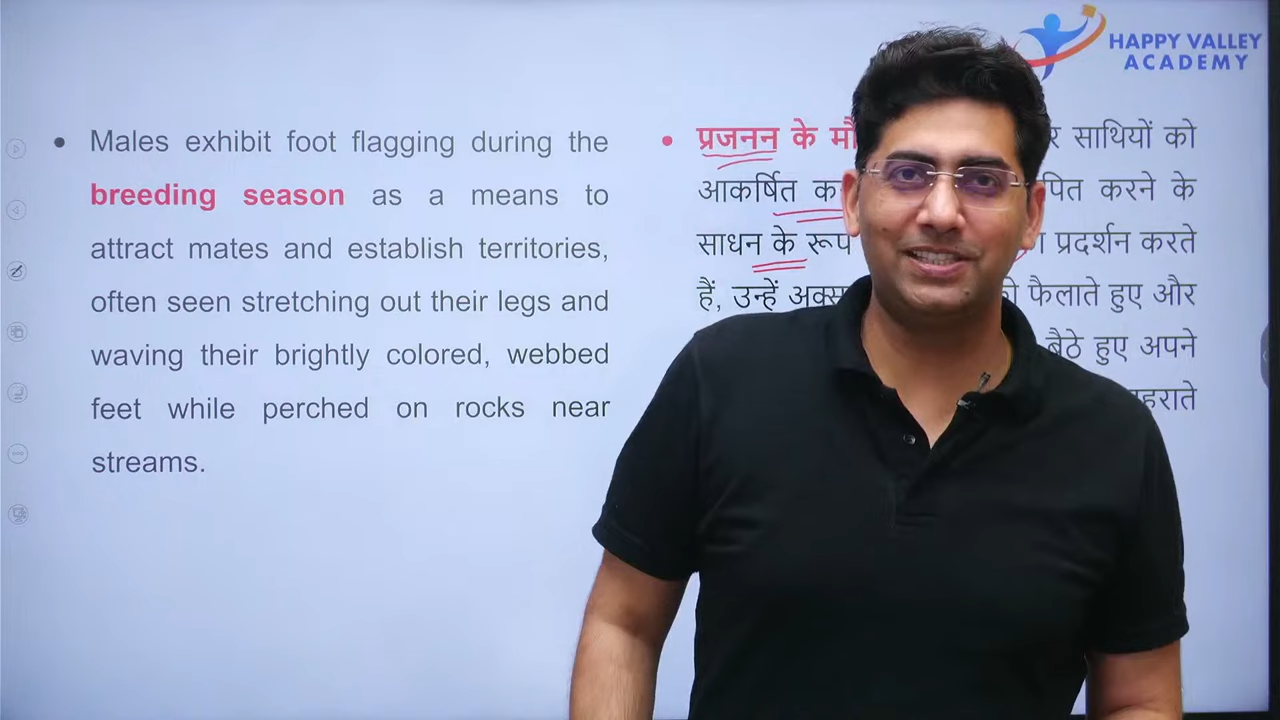 HAPPY VALLEY
ACADEMY
• Males exhibit foot flagging during the
breeding season as a means to
attract mates and establish territories,
often seen stretching out their legs and
waving their brightly colored, webbed
feet while perched on rocks near
streams.
• प्रजनन के साथियों को
आकर्षित करने के
साधन के रूप प्रदर्शन करते
हैं, उन्हें फैलाते हुए और
बैठे हुए अपने